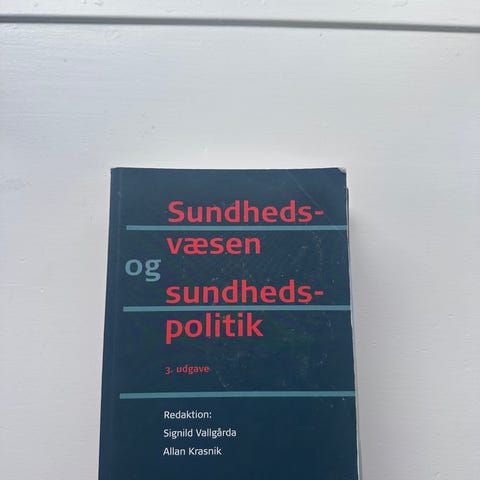 Sundheds-
væsen
og
sundheds-
politik
3. udgave
Redaktion:
Signild Vallgårda
Allan Krasnik